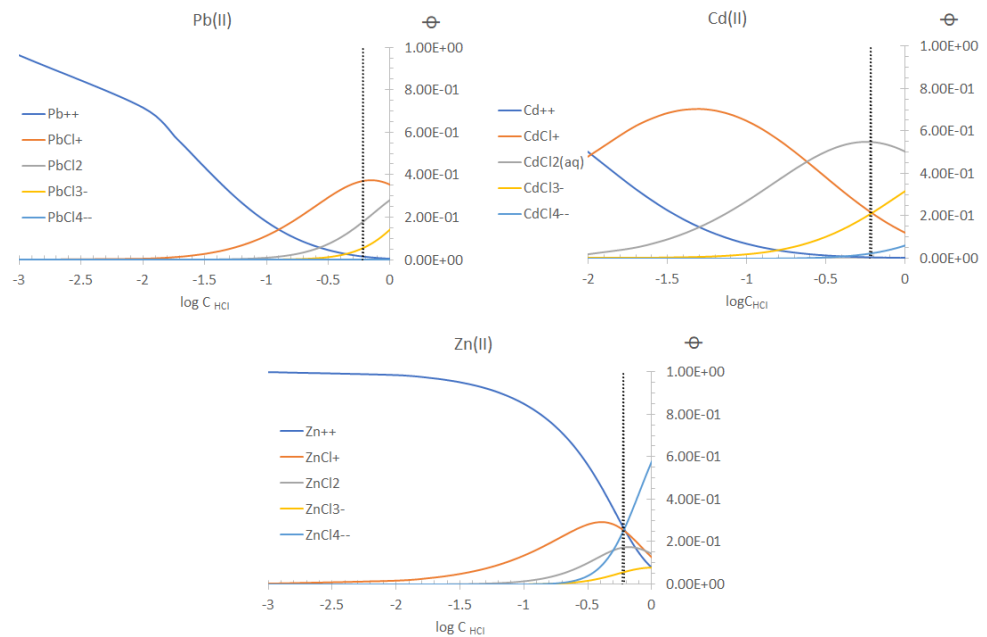 Pb(II)
Φ
1.00E+00
8.00E-01
6.00E-01
4.00E-01
2.00E-01
0.00E+00
Pb++
PbCl+
PbCl2
PbCl3-
PbCl4--
-3
-2.5
-2
-1.5
-1
-0.5
0
log C HCl
Cd(II)
Φ
1.00E+00
8.00E-01
6.00E-01
4.00E-01
2.00E-01
0.00E+00
Cd++
CdCl+
CdCl2(aq)
CdCl3-
CdCl4--
-2
-1.5
-1
-0.5
0
logCHCl
Zn(II)
Φ
1.00E+00
8.00E-01
6.00E-01
4.00E-01
2.00E-01
0.00E+00
Zn++
ZnCl+
ZnCl2
ZnCl3-
ZnCl4--
-3
-2.5
-2
-1.5
-1
-0.5
0
log C HCl